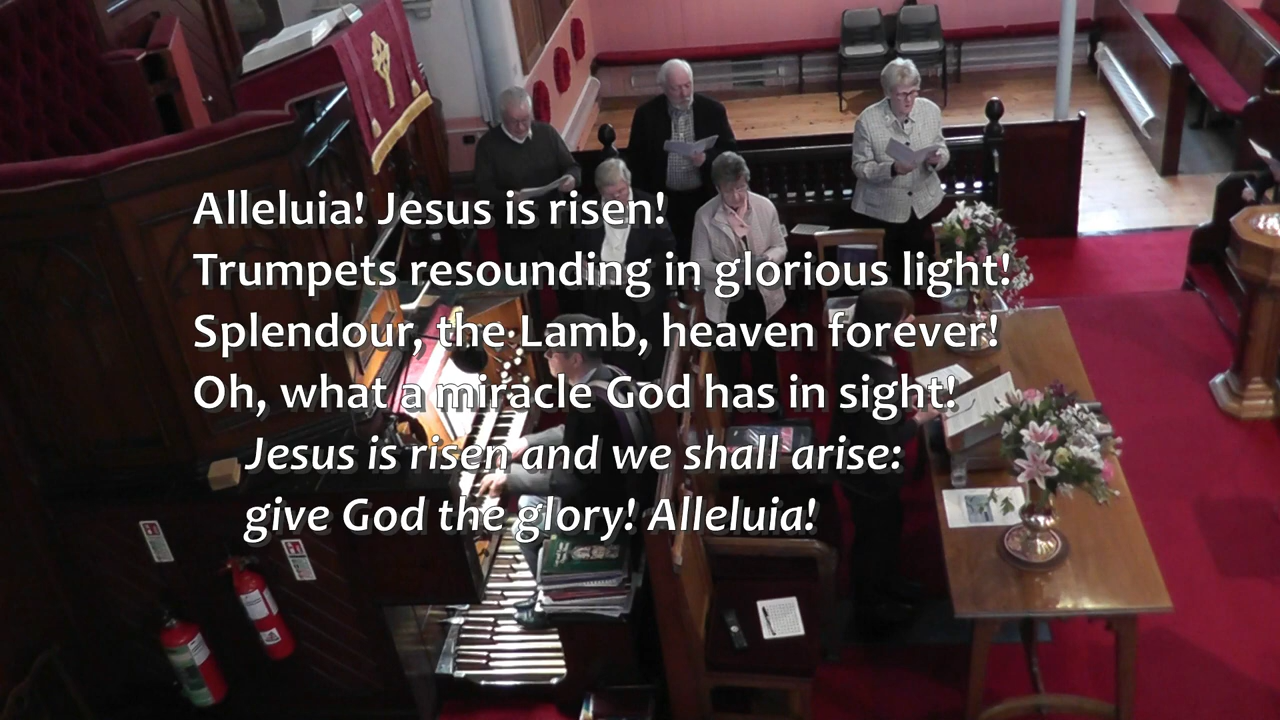 Alleluia! Jesus is risen!
Trumpets resounding in glorious light!
Splendour, the Lamb, heaven forever!
Oh, what a miracle God has in sight!
Jesus is risen and we shall arise:
give God the glory! Alleluia!